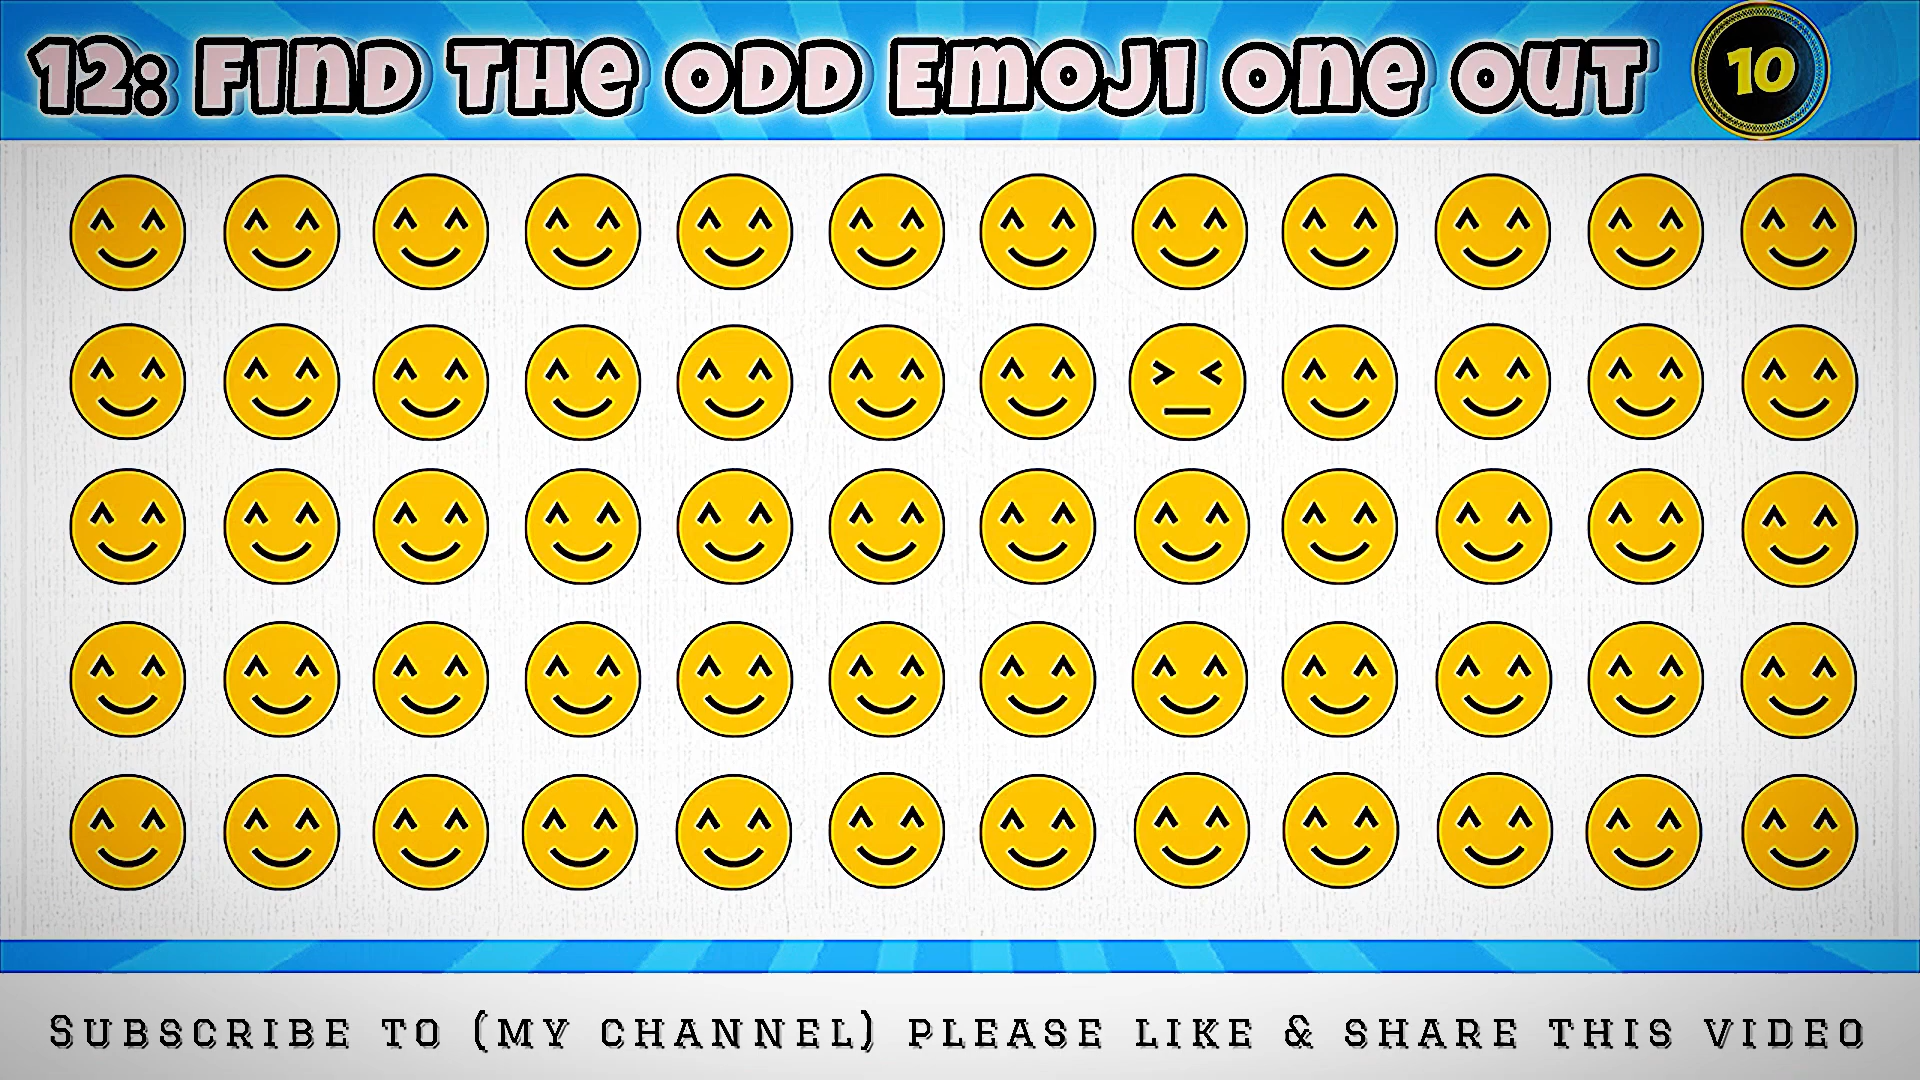 12: FInD THe ODD EmOJI One OuT
10
SUBSCRIBE TO (MY CHANNEL) PLEASE LIKE & SHARE THIS VIDEO